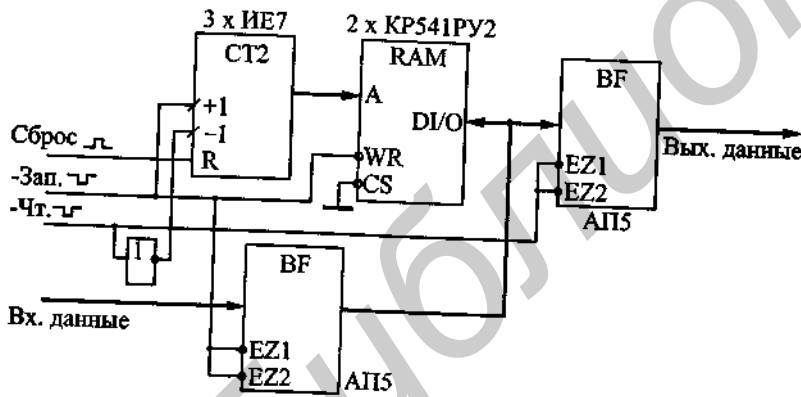 3 x ИЕ7
CT2
+1
−1
R
2 x КР541РУ2
RAM
A
DI/O
WR
CS
BF
EZ1
EZ2
АП5
Вых. данные
Сброс
-Зап.
-Чт.
1
Вх. данные
BF
EZ1
EZ2
АП5